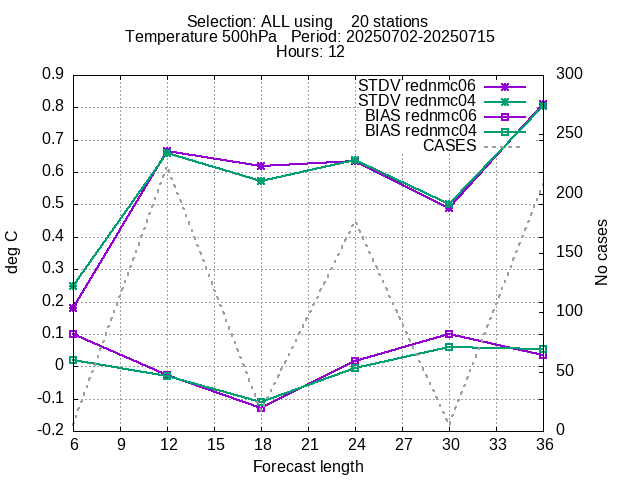 Selection: ALL using    20 stations
Temperature 500hPa   Period: 20250702-20250715
Hours: 12
STDV rednmc06
STDV rednmc04
BIAS rednmc06
BIAS rednmc04
CASES
deg C
0.9
0.8
0.7
0.6
0.5
0.4
0.3
0.2
0.1
0
-0.1
-0.2
300
250
200
150
100
50
0
No cases
6 9 12 15 18 21 24 27 30 33 36
Forecast length